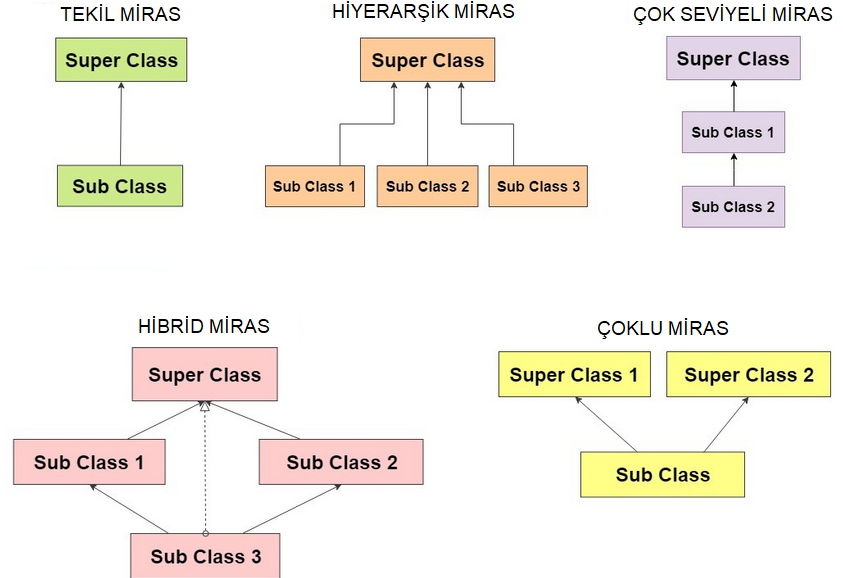 TEKİL MİRAS
Super Class
Sub Class
HİYERARŞİK MİRAS
Super Class
Sub Class 1
Sub Class 2
Sub Class 3
ÇOK SEVİYELİ MİRAS
Super Class
Sub Class 1
Sub Class 2
HİBRİD MİRAS
Super Class
Sub Class 1
Sub Class 2
Sub Class 3
ÇOKLU MİRAS
Super Class 1
Super Class 2
Sub Class